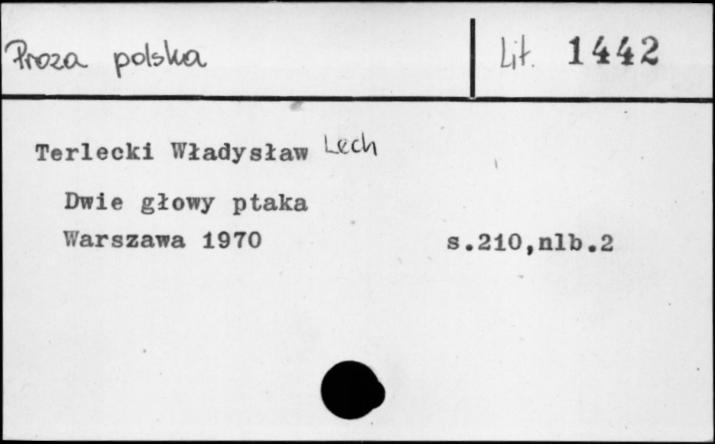 Proza polska
Lit. 1442
Terlecki Władysław Lech
Dwie głowy ptaka
Warszawa 1970 s.210,nlb.2